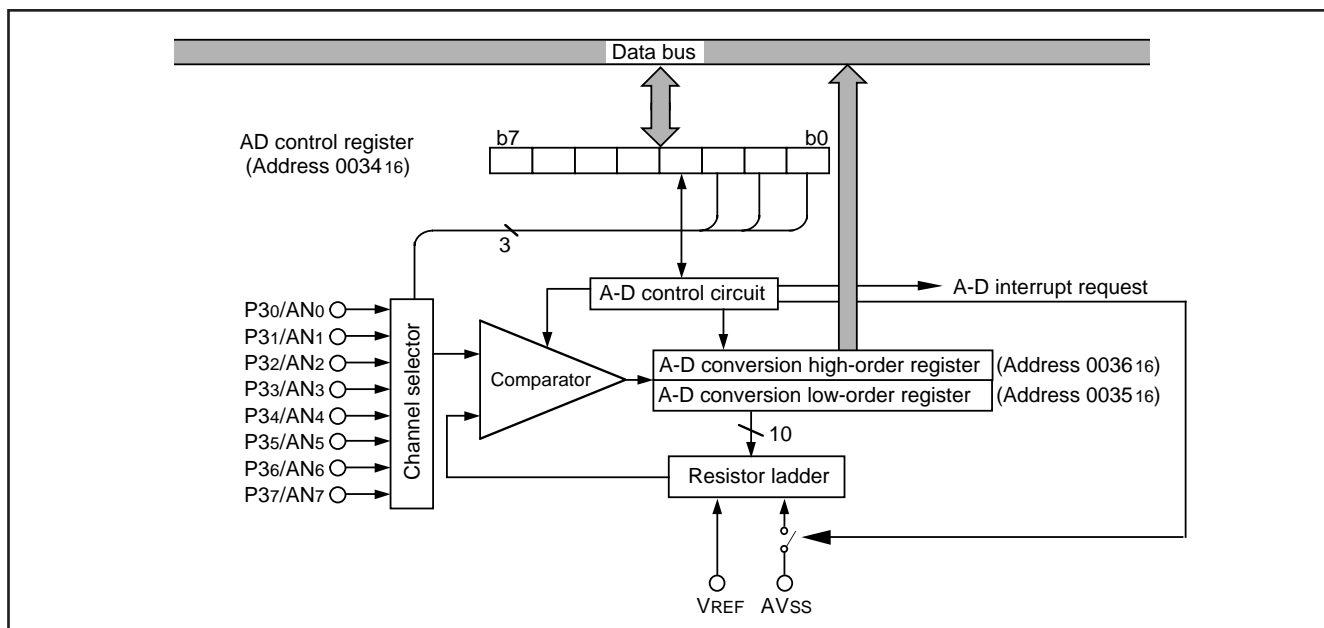 Data bus
AD control register
(Address 003416)
b7
b0
3
A-D control circuit
A-D interrupt request
P30/AN0
P31/AN1
P32/AN2
P33/AN3
P34/AN4
P35/AN5
P36/AN6
P37/AN7
Channel selector
Comparator
A-D conversion high-order register
(Address 003616)
A-D conversion low-order register
(Address 003516)
10
Resistor ladder
VREF
AVSS